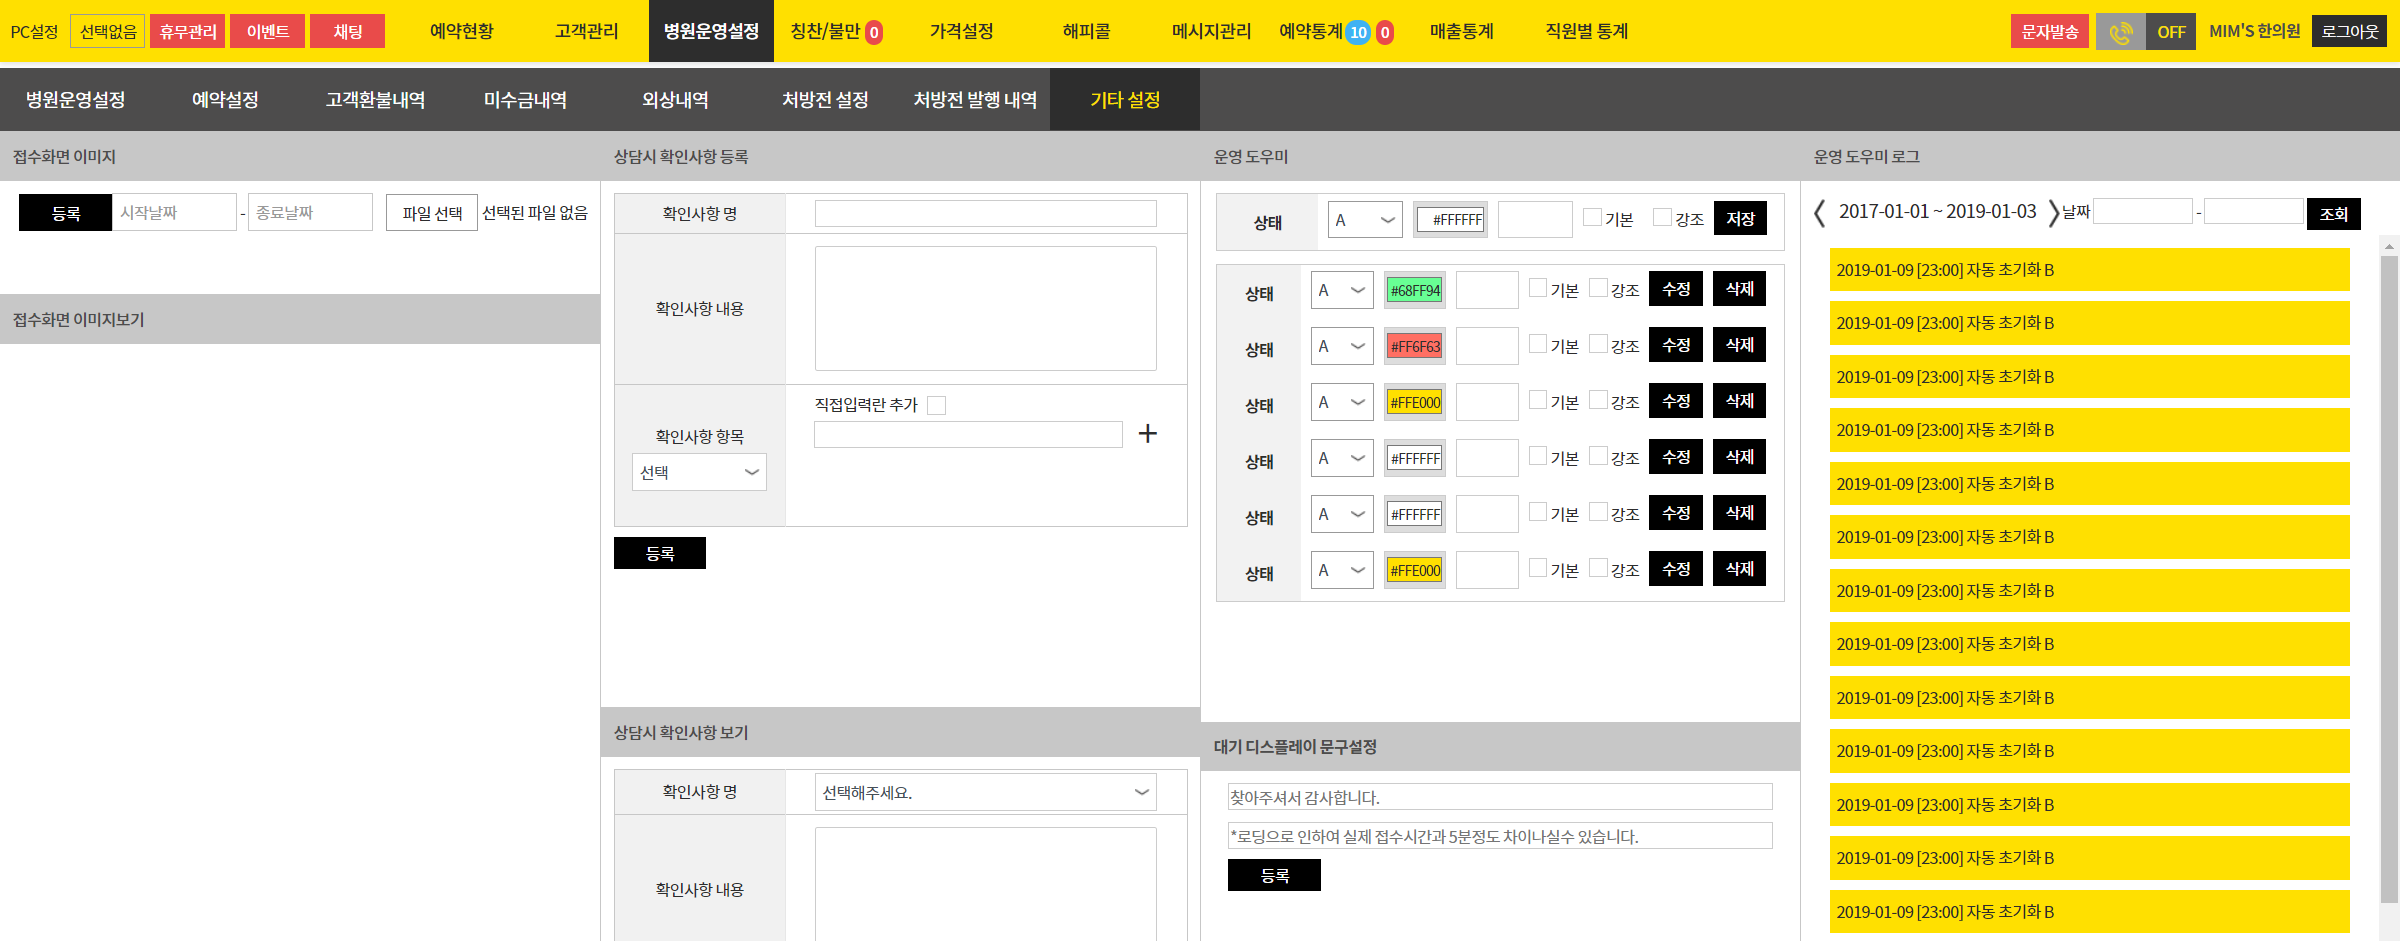 PC설정 선택없음 휴무관리 이벤트 채팅 예약현황 고객관리 병원운영설정 칭찬/불만 0 가격설정 해피콜 메시지관리 예약통계 10 0 매출통계 직원별 통계 문자발송 OFF MIM'S 한의원 로그아웃
병원운영설정 예약설정 고객환불내역 미수금내역 외상내역 처방전 설정 처방전 발행 내역 기타 설정
접수화면 이미지
등록 시작날짜 - 종료날짜 파일 선택 선택된 파일 없음
접수화면 이미지보기
상담시 확인사항 등록
확인사항 명
확인사항 내용
직접입력란 추가
확인사항 항목
선택
+
등록
상담시 확인사항 보기
확인사항 명 선택해주세요.
확인사항 내용
운영 도우미
상태 A #FFFFFF 기본 강조 저장
상태 A #68FF94 기본 강조 수정 삭제
상태 A #FF6F63 기본 강조 수정 삭제
상태 A #FFE000 기본 강조 수정 삭제
상태 A #FFFFFF 기본 강조 수정 삭제
상태 A #FFFFFF 기본 강조 수정 삭제
상태 A #FFE000 기본 강조 수정 삭제
대기 디스플레이 문구설정
찾아주셔서 감사합니다.
*로딩으로 인하여 실제 접수시간과 5분정도 차이나실수 있습니다.
등록
운영 도우미 로그
2017-01-01 ~ 2019-01-03 날짜 - 조회
2019-01-09 [23:00] 자동 초기화 B
2019-01-09 [23:00] 자동 초기화 B
2019-01-09 [23:00] 자동 초기화 B
2019-01-09 [23:00] 자동 초기화 B
2019-01-09 [23:00] 자동 초기화 B
2019-01-09 [23:00] 자동 초기화 B
2019-01-09 [23:00] 자동 초기화 B
2019-01-09 [23:00] 자동 초기화 B
2019-01-09 [23:00] 자동 초기화 B
2019-01-09 [23:00] 자동 초기화 B
2019-01-09 [23:00] 자동 초기화 B
2019-01-09 [23:00] 자동 초기화 B
2019-01-09 [23:00] 자동 초기화 B